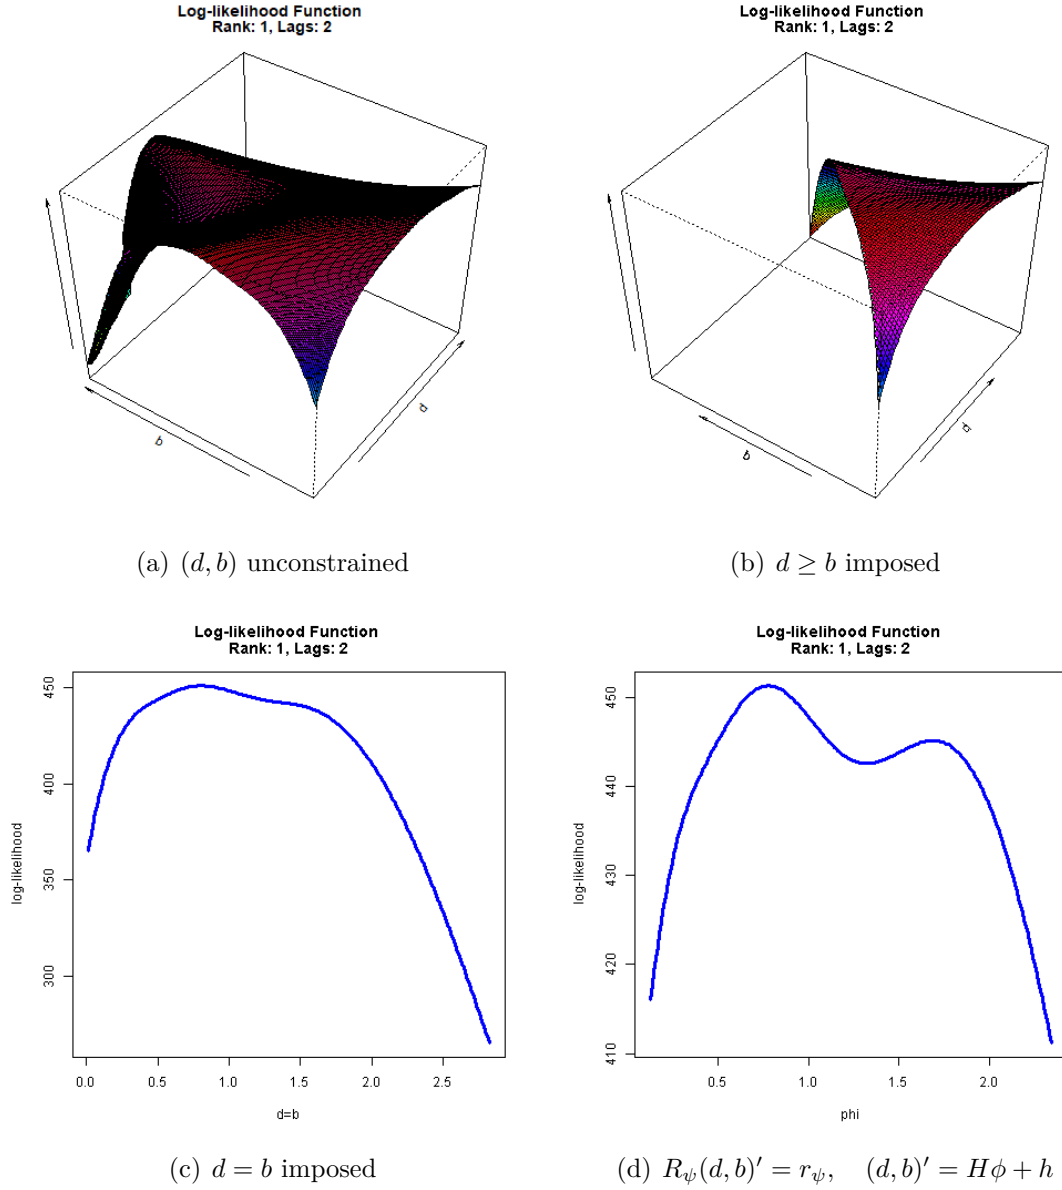 Log-likelihood Function
Rank: 1, Lags: 2
b
d
(a) (d, b) unconstrained
Log-likelihood Function
Rank: 1, Lags: 2
b
d
(b) d ≥ b imposed
Log-likelihood Function
Rank: 1, Lags: 2
log-likelihood
450
400
350
300
0.0 0.5 1.0 1.5 2.0 2.5
d=b
(c) d = b imposed
Log-likelihood Function
Rank: 1, Lags: 2
log-likelihood
450
440
430
420
410
0.5 1.0 1.5 2.0
phi
(d) R_ψ(d, b)′ = r_ψ, (d, b)′ = Hϕ + h